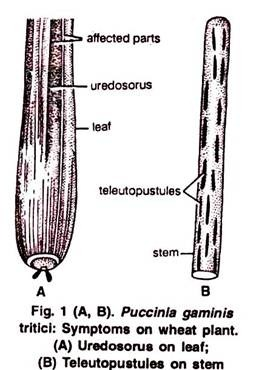 affected parts
uredosorus
leaf
teleutopustules
stem
A
B
Fig. 1 (A, B). Puccinia gaminis
tritici: Symptoms on wheat plant.
(A) Uredosorus on leaf;
(B) Teleutopustules on stem